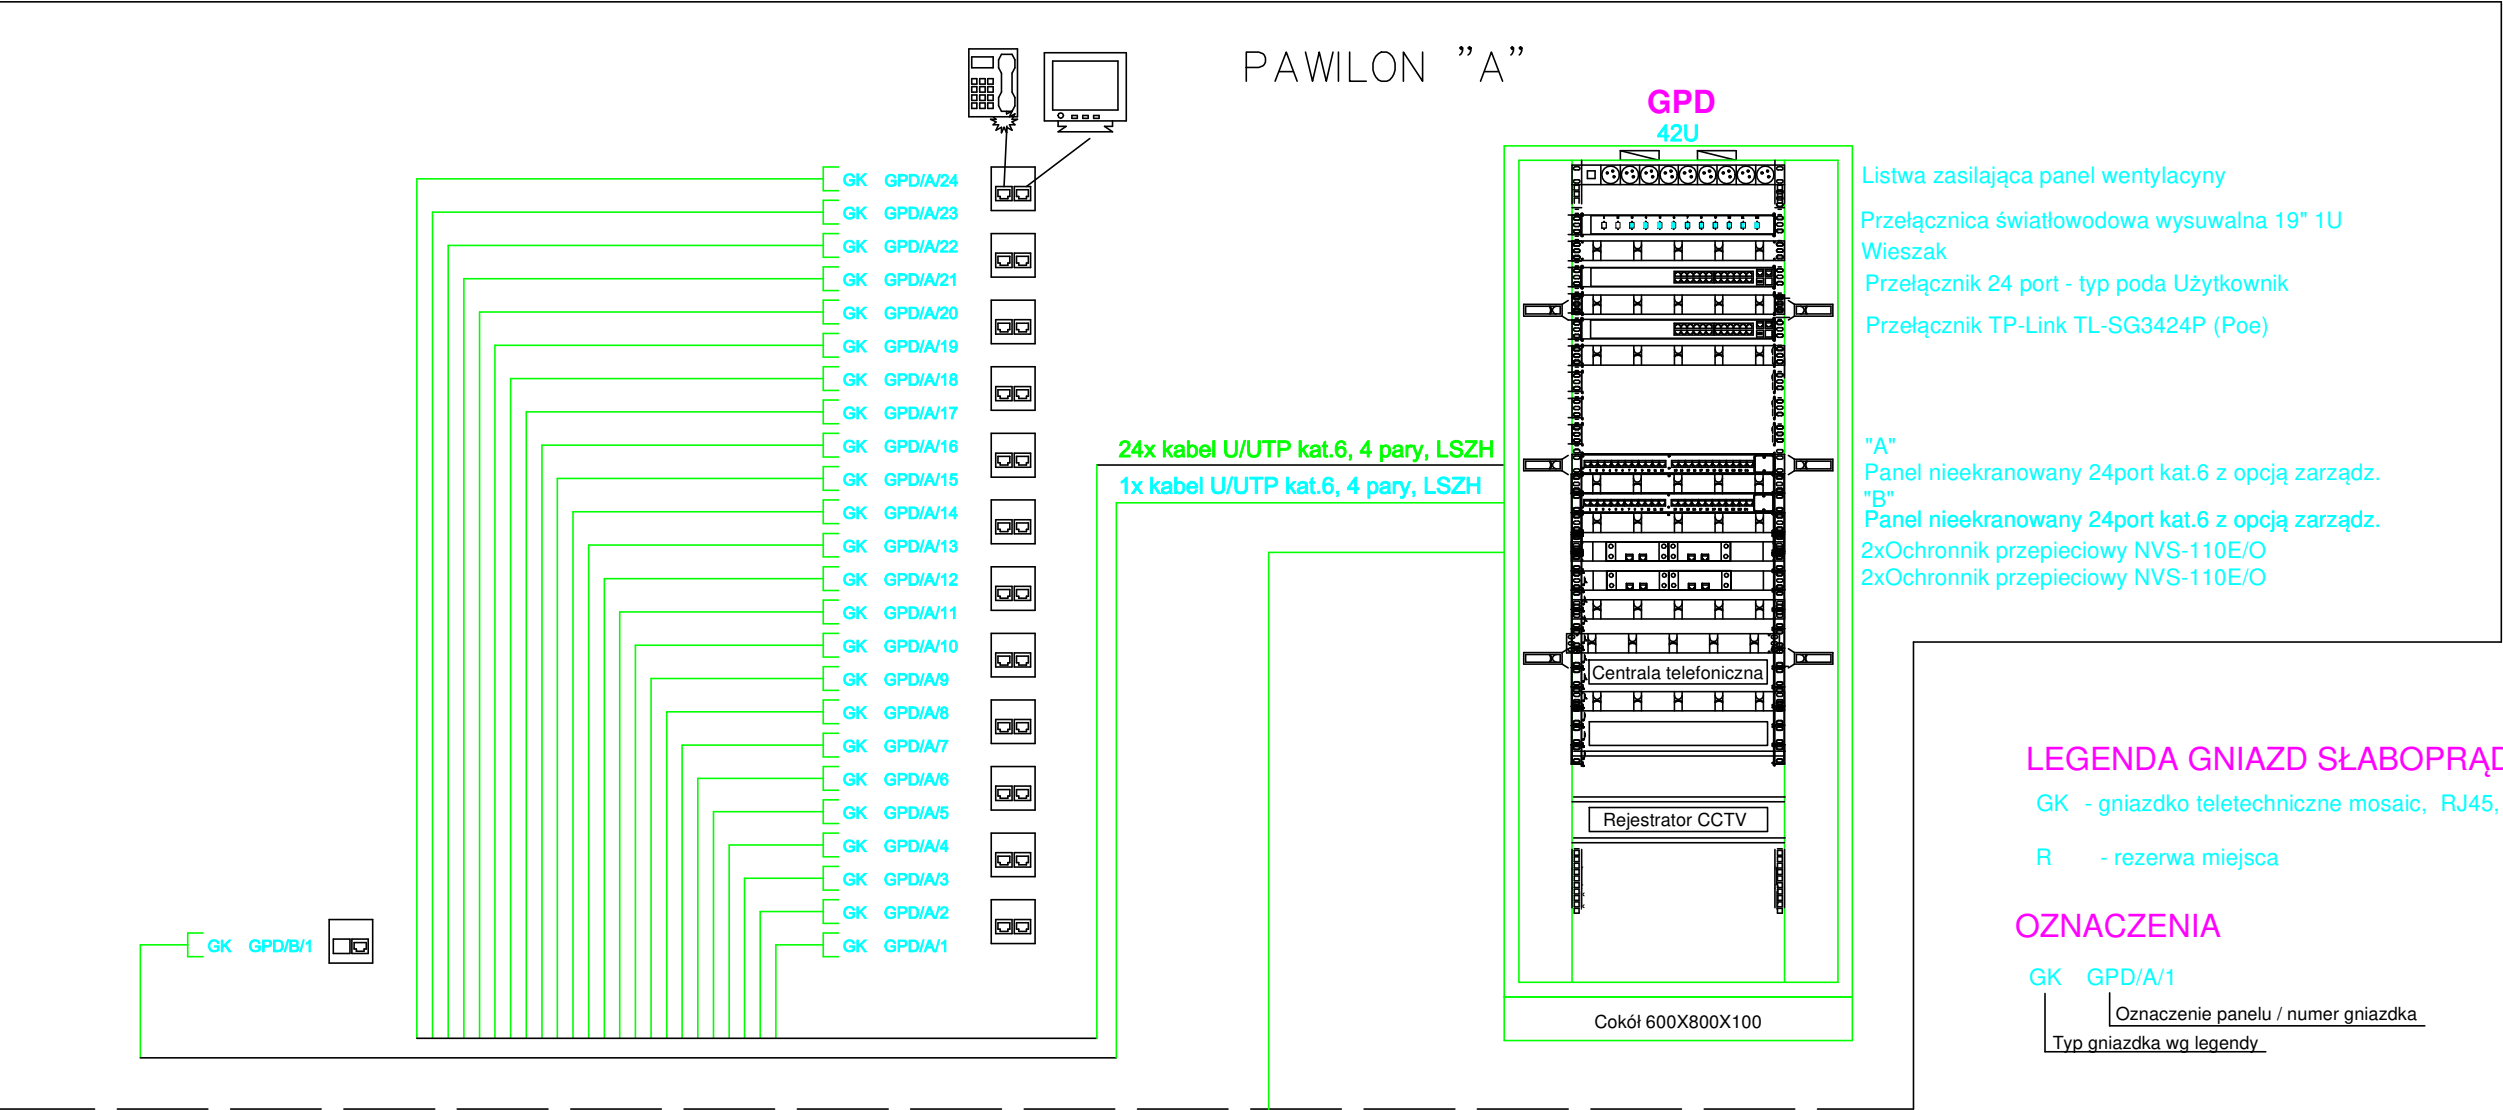 PAWILON "A"
GPD
42U
Listwa zasilająca panel wentylacyny
Przełącznica światłowodowa wysuwalna 19" 1U
Wieszak
Przełącznik 24 port - typ poda Użytkownik
Przełącznik TP-Link TL-SG3424P (Poe)
"A"
Panel nieekranowany 24port kat.6 z opcją zarządz.
"B"
Panel nieekranowany 24port kat.6 z opcją zarządz.
2xOchronnik przepieciowy NVS-110E/O
2xOchronnik przepieciowy NVS-110E/O
Centrala telefoniczna
Rejestrator CCTV
Cokół 600X800X100
24x kabel U/UTP kat.6, 4 pary, LSZH
1x kabel U/UTP kat.6, 4 pary, LSZH
GK GPD/A/24
GK GPD/A/23
GK GPD/A/22
GK GPD/A/21
GK GPD/A/20
GK GPD/A/19
GK GPD/A/18
GK GPD/A/17
GK GPD/A/16
GK GPD/A/15
GK GPD/A/14
GK GPD/A/13
GK GPD/A/12
GK GPD/A/11
GK GPD/A/10
GK GPD/A/9
GK GPD/A/8
GK GPD/A/7
GK GPD/A/6
GK GPD/A/5
GK GPD/A/4
GK GPD/A/3
GK GPD/A/2
GK GPD/A/1
GK GPD/B/1
LEGENDA GNIAZD SŁABOPRĄD
GK - gniazdko teletechniczne mosaic, RJ45,
R - rezerwa miejsca
OZNACZENIA
GK GPD/A/1
Oznaczenie panelu / numer gniazdka
Typ gniazdka wg legendy